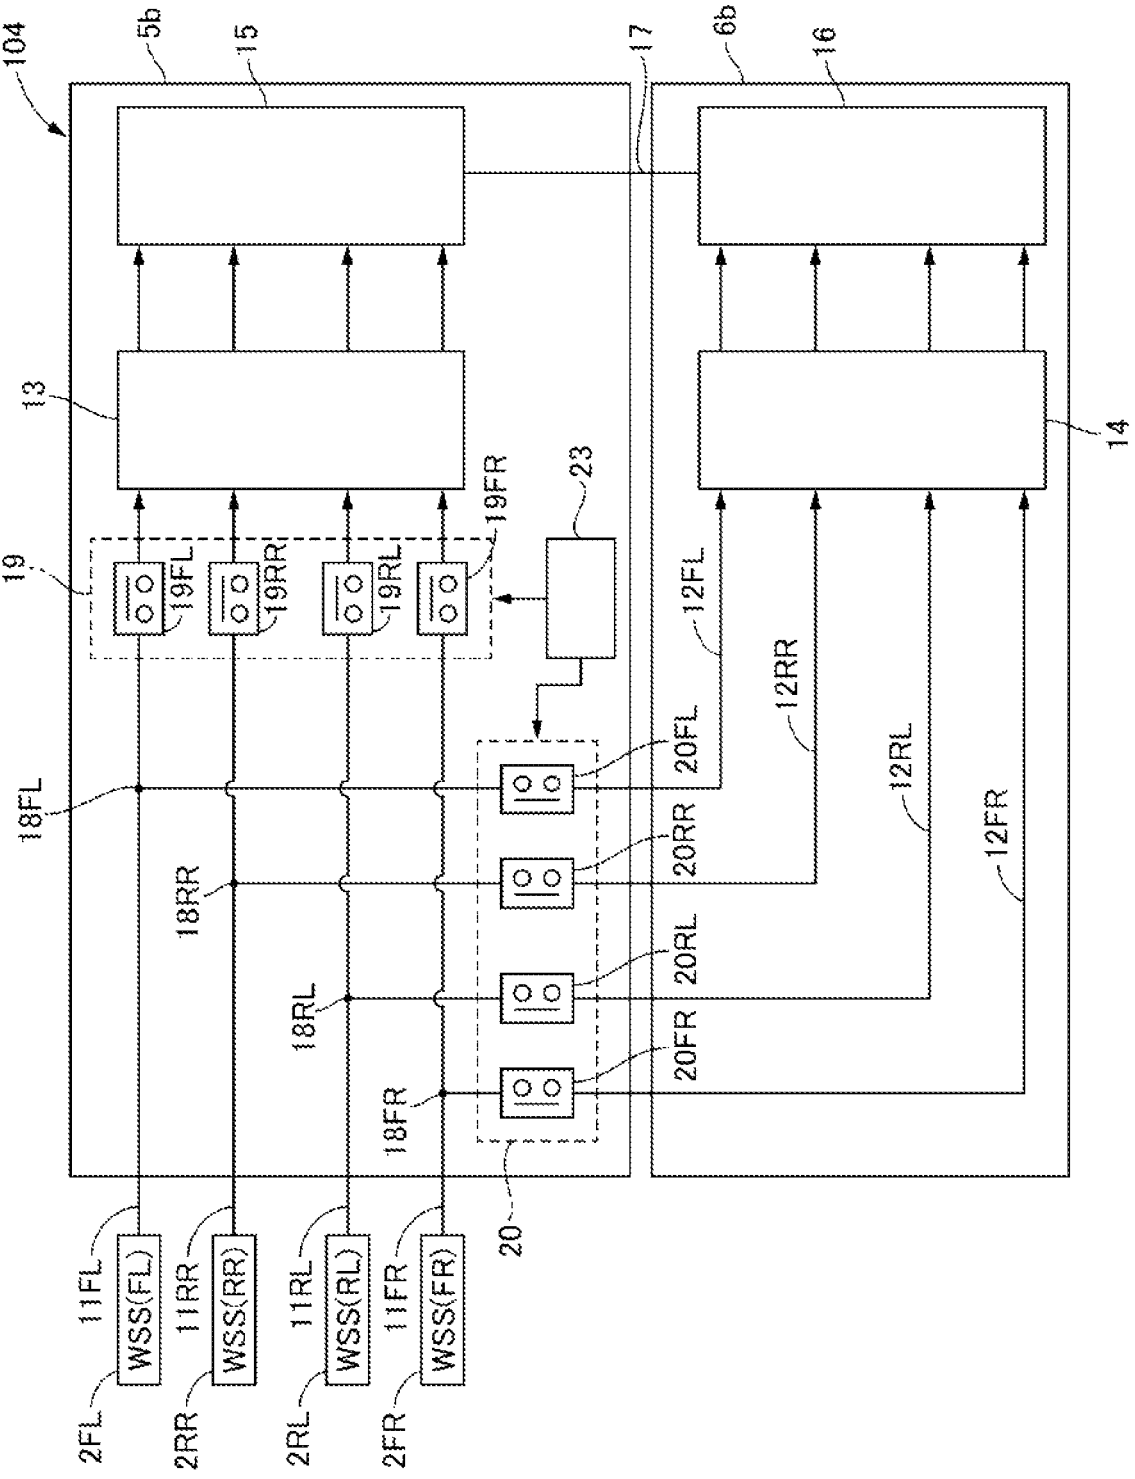 104
5b
15
17
6b
16
13
14
19
19FL
19RR
19RL
19FR
23
12FL
12RR
12RL
12FR
18FL
18RR
18RL
18FR
20FL
20RR
20RL
20FR
20
11FL
11RR
11RL
11FR
WSS(FL)
WSS(RR)
WSS(RL)
WSS(FR)
2FL
2RR
2RL
2FR